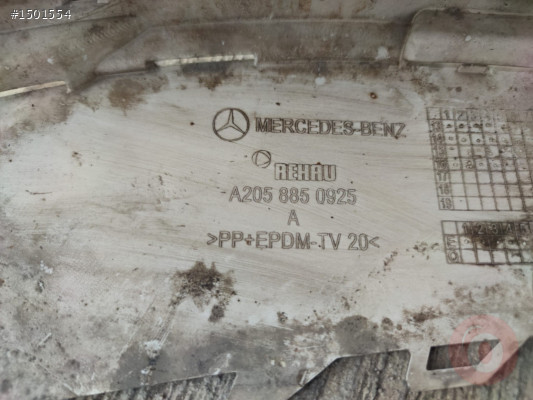 #1501554
MERCEDES-BENZ
REHAU
A205 885 0925
A
>PP+EPDM-TV 20<